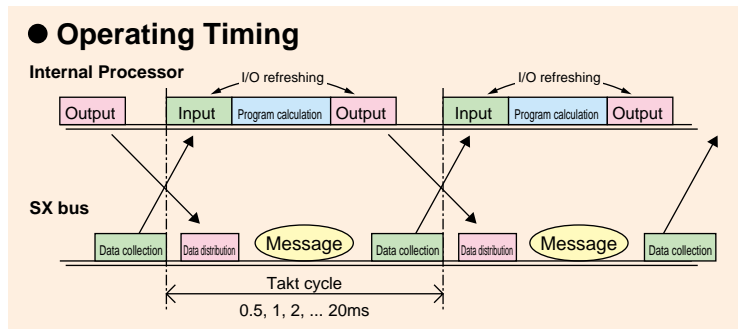 ● Operating Timing
Internal Processor
I/O refreshing
I/O refreshing
Output
Input
Program calculation
Output
Input
Program calculation
Output
SX bus
Data collection
Data distribution
Message
Data collection
Data distribution
Message
Data collection
Takt cycle
0.5, 1, 2, ... 20ms